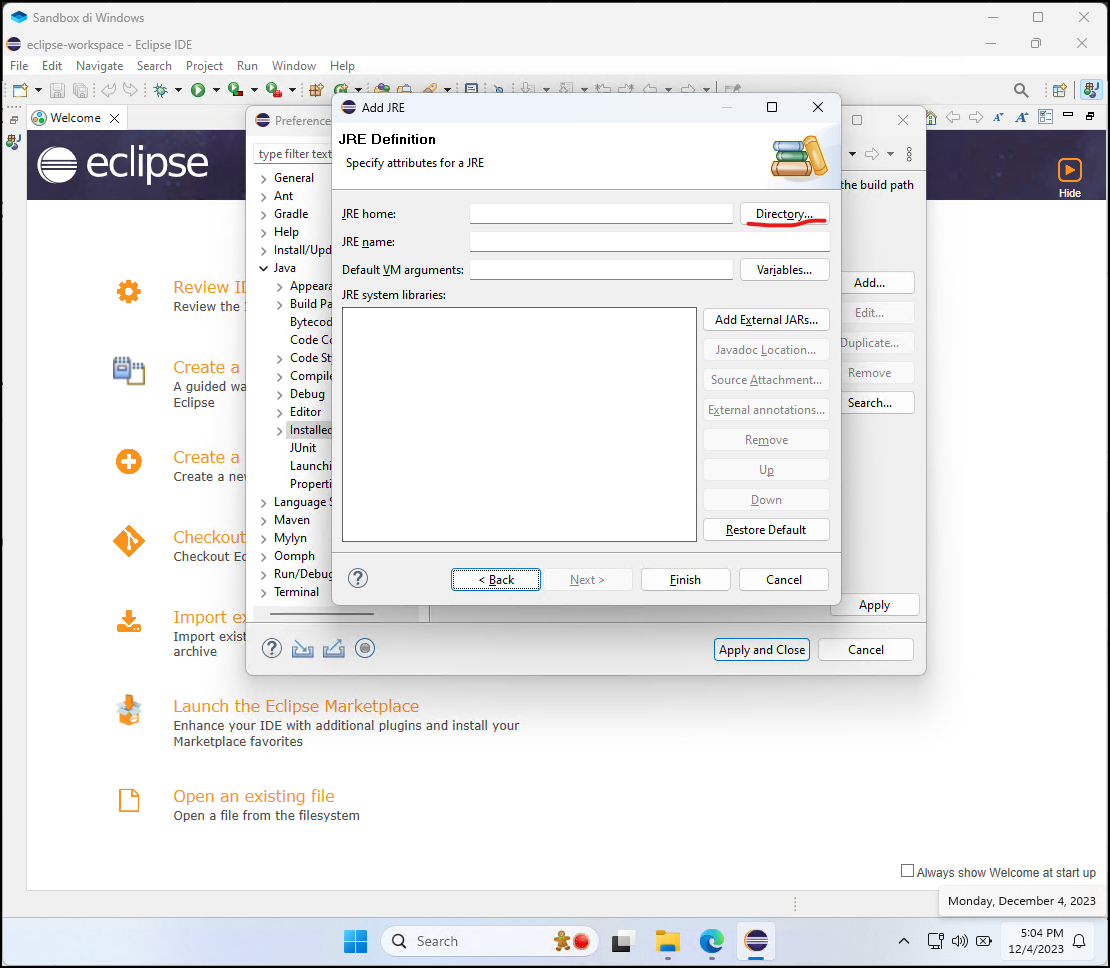 Sandbox di Windows
eclipse-workspace - Eclipse IDE
File Edit Navigate Search Project Run Window Help
Welcome
eclipse
Hide
Preference
type filter text
the build path
General
Ant
Gradle
Help
Install/Upd
Java
Appeara
Build Pa
Bytecod
Code Co
Code St
Compile
Debug
Editor
Installed
JUnit
Launchi
Properti
Language S
Maven
Mylyn
Oomph
Run/Debug
Terminal
Add...
Edit...
Duplicate...
Remove
Search...
Apply
Apply and Close
Cancel
Add JRE
JRE Definition
Specify attributes for a JRE
JRE home:
Directory...
JRE name:
Default VM arguments:
Variables...
JRE system libraries:
Add External JARs...
Javadoc Location...
Source Attachment...
External annotations...
Remove
Up
Down
Restore Default
< Back
Next >
Finish
Cancel
Review ID
Review the I
Create a
A guided wa
Eclipse
Create a
Create a new
Checkout
Checkout Ec
Import ex
Import exist
archive
Launch the Eclipse Marketplace
Enhance your IDE with additional plugins and install your
Marketplace favorites
Open an existing file
Open a file from the filesystem
Always show Welcome at start up
Monday, December 4, 2023
Search
5:04 PM
12/4/2023